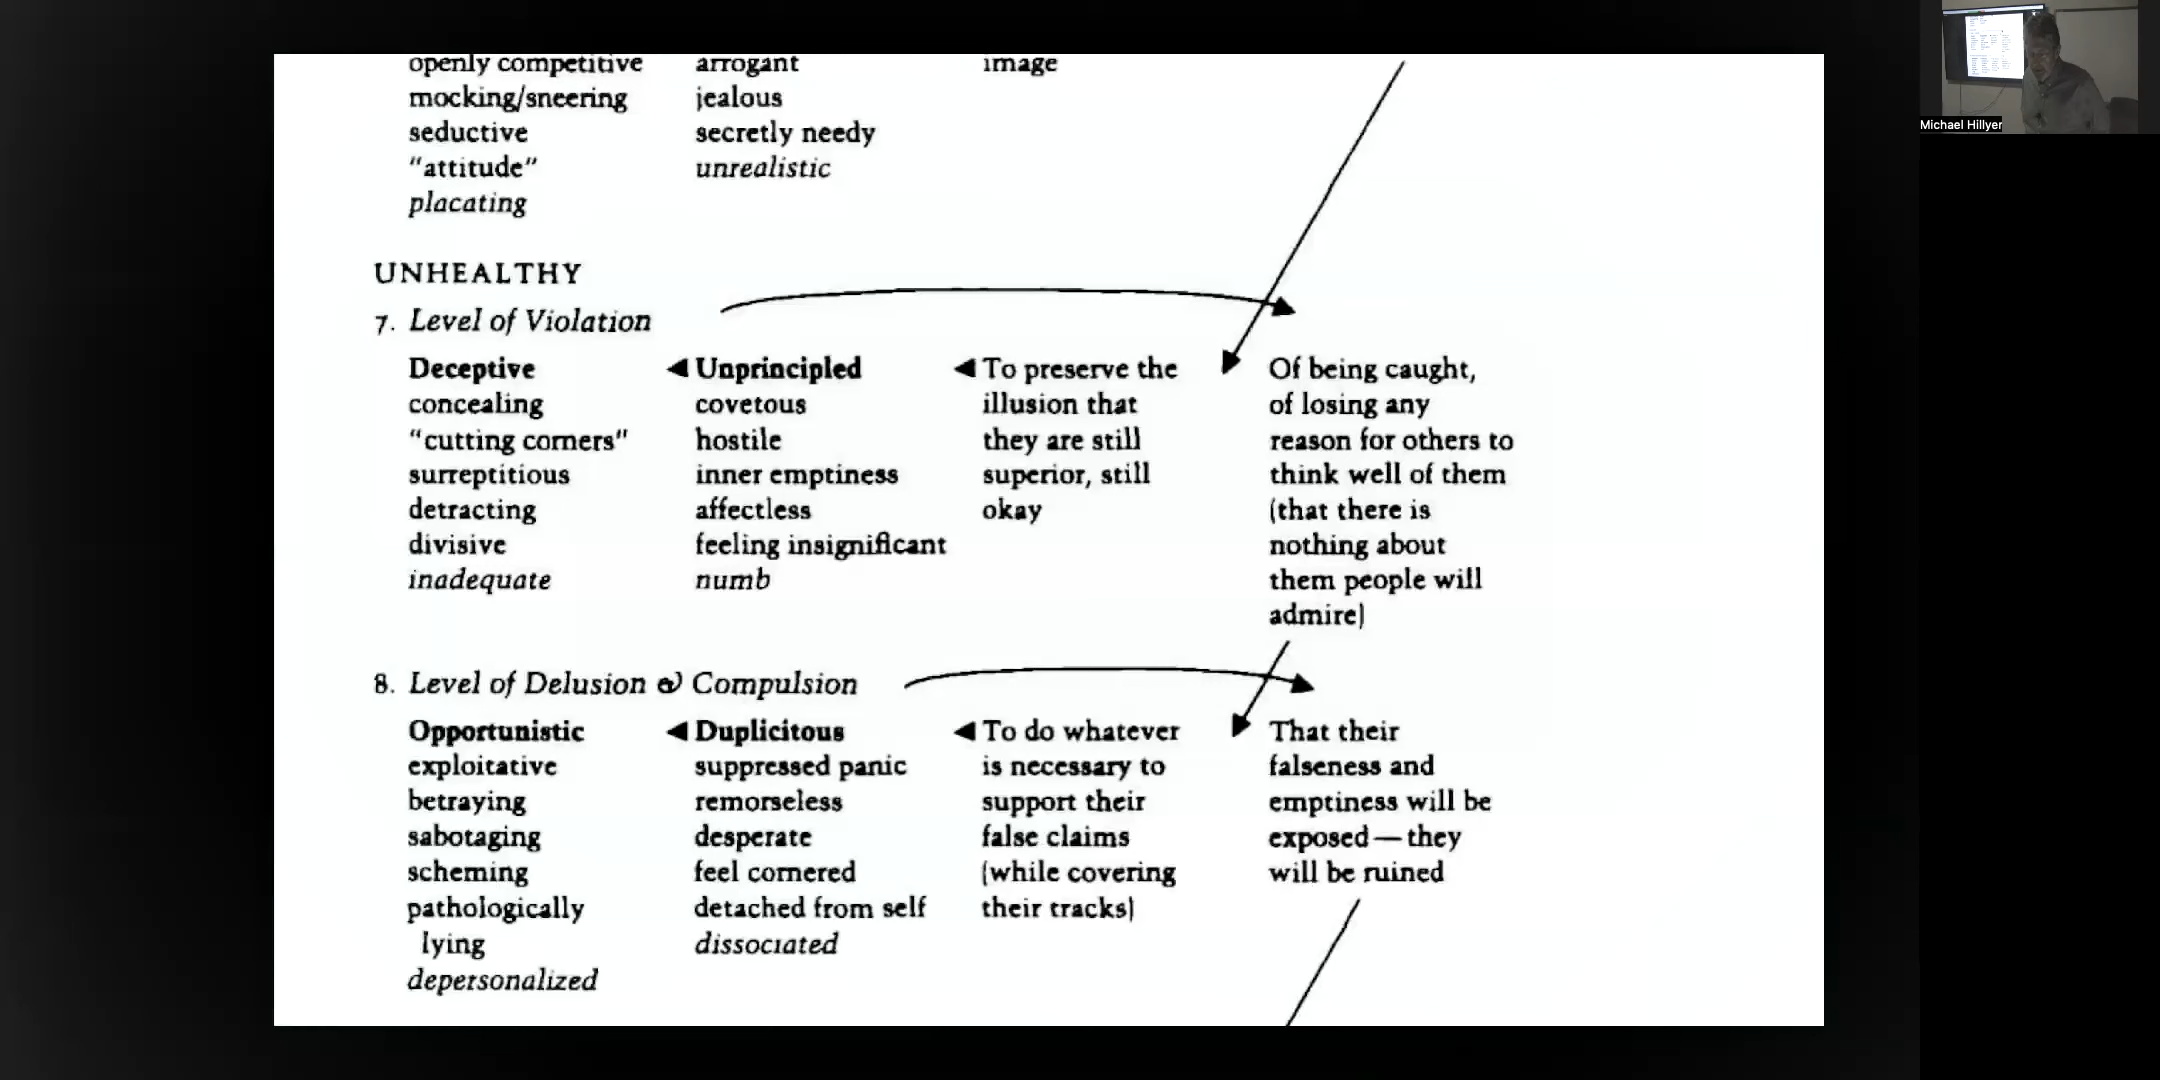 openly competitive arrogant image
mocking/sneering jealous
seductive secretly needy
"attitude" unrealistic
placating
UNHEALTHY
7. Level of Violation
Deceptive ◄Unprincipled ◄To preserve the Of being caught,
concealing covetous illusion that of losing any
"cutting corners" hostile they are still reason for others to
surreptitious inner emptiness superior, still think well of them
detracting affectless okay (that there is
divisive feeling insignificant nothing about
inadequate numb them people will
admire)
8. Level of Delusion & Compulsion
Opportunistic ◄Duplicitous ◄To do whatever That their
exploitative suppressed panic is necessary to falseness and
betraying remorseless support their emptiness will be
sabotaging desperate false claims exposed—they
scheming feel cornered (while covering will be ruined
pathologically detached from self their tracks)
lying dissociated
depersonalized
Michael Hillyer